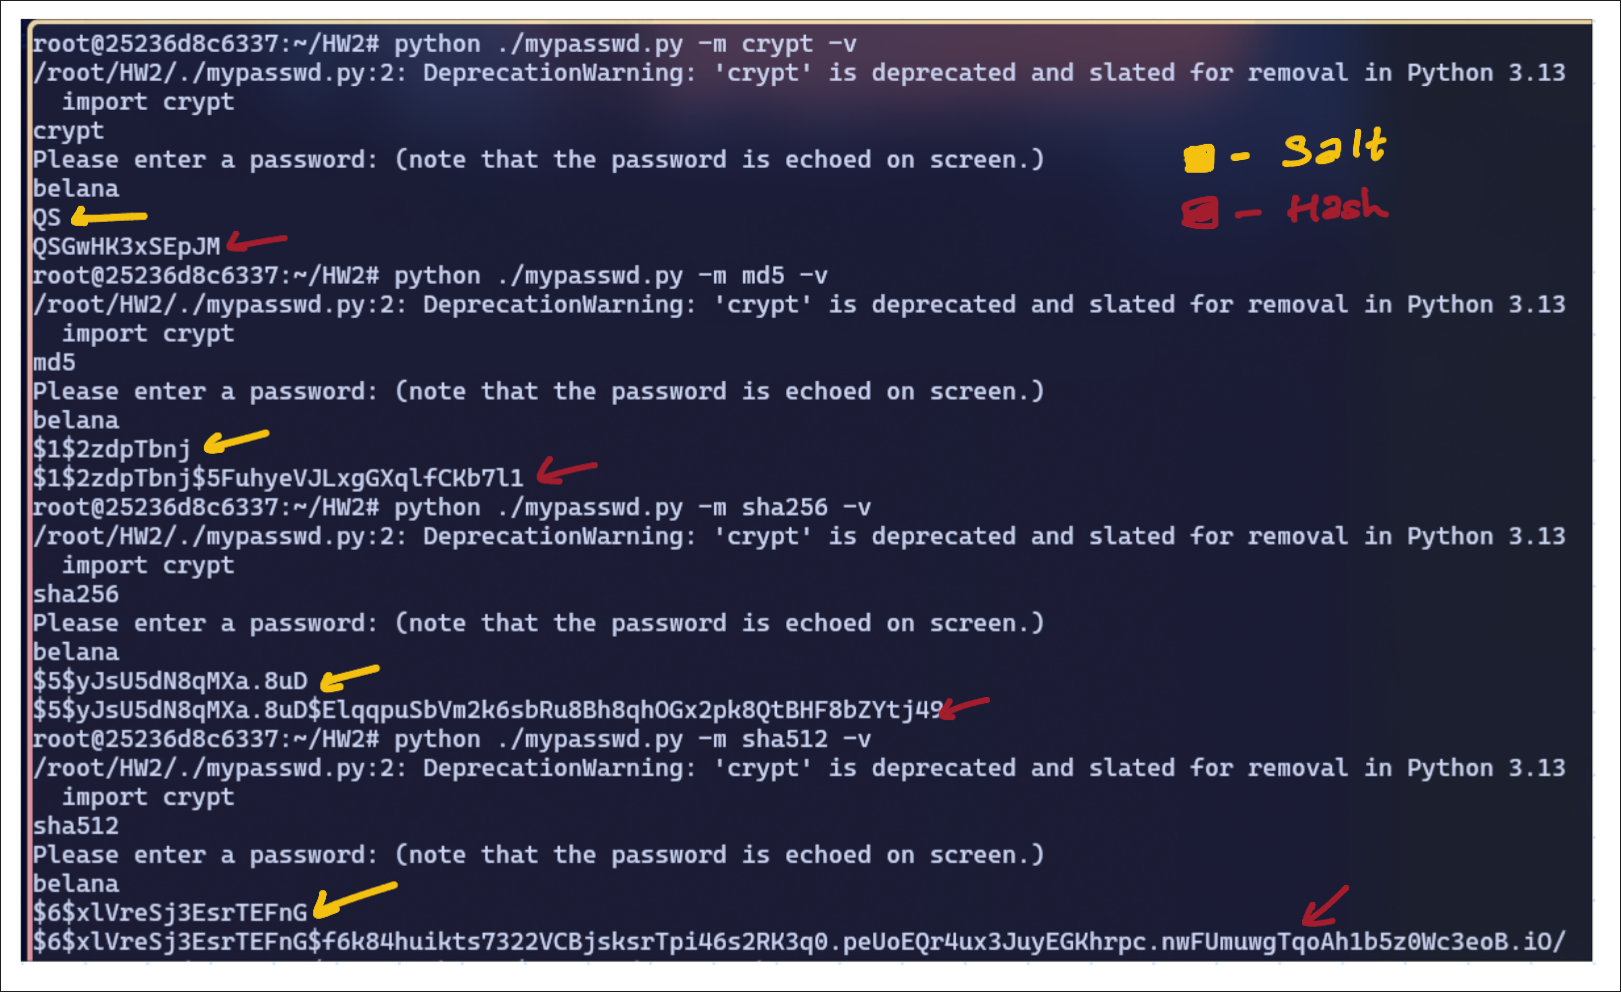 root@25236d8c6337:~/HW2# python ./mypasswd.py -m crypt -v
/root/HW2/./mypasswd.py:2: DeprecationWarning: 'crypt' is deprecated and slated for removal in Python 3.13
  import crypt
crypt
Please enter a password: (note that the password is echoed on screen.)
- Salt
belana
QS
- Hash
QSGwHK3xSEpJM
root@25236d8c6337:~/HW2# python ./mypasswd.py -m md5 -v
/root/HW2/./mypasswd.py:2: DeprecationWarning: 'crypt' is deprecated and slated for removal in Python 3.13
  import crypt
md5
Please enter a password: (note that the password is echoed on screen.)
belana
$1$2zdpTbnj
$1$2zdpTbnj$5FuhyeVJLxgGXqlfCKb7l1
root@25236d8c6337:~/HW2# python ./mypasswd.py -m sha256 -v
/root/HW2/./mypasswd.py:2: DeprecationWarning: 'crypt' is deprecated and slated for removal in Python 3.13
  import crypt
sha256
Please enter a password: (note that the password is echoed on screen.)
belana
$5$yJsU5dN8qMXa.8uD
$5$yJsU5dN8qMXa.8uD$ElqqpuSbVm2k6sbRu8Bh8qhOGx2pk8QtBHF8bZYtj49
root@25236d8c6337:~/HW2# python ./mypasswd.py -m sha512 -v
/root/HW2/./mypasswd.py:2: DeprecationWarning: 'crypt' is deprecated and slated for removal in Python 3.13
  import crypt
sha512
Please enter a password: (note that the password is echoed on screen.)
belana
$6$xlVreSj3EsrTEFnG
$6$xlVreSj3EsrTEFnG$f6k84huikts7322VCBjsksrTpi46s2RK3q0.peUoEQr4ux3JuyEGKhrpc.nwFUmuwgTqoAh1b5z0Wc3eoB.iO/